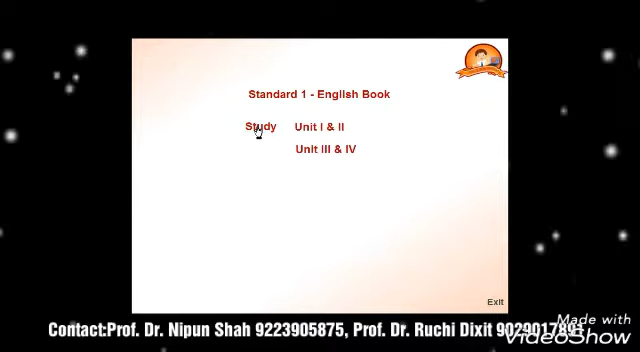 Standard 1 - English Book
Study Unit I & II
Unit III & IV
Exit
Made with
VideoShow
Contact:Prof. Dr. Nipun Shah 9223905875, Prof. Dr. Ruchi Dixit